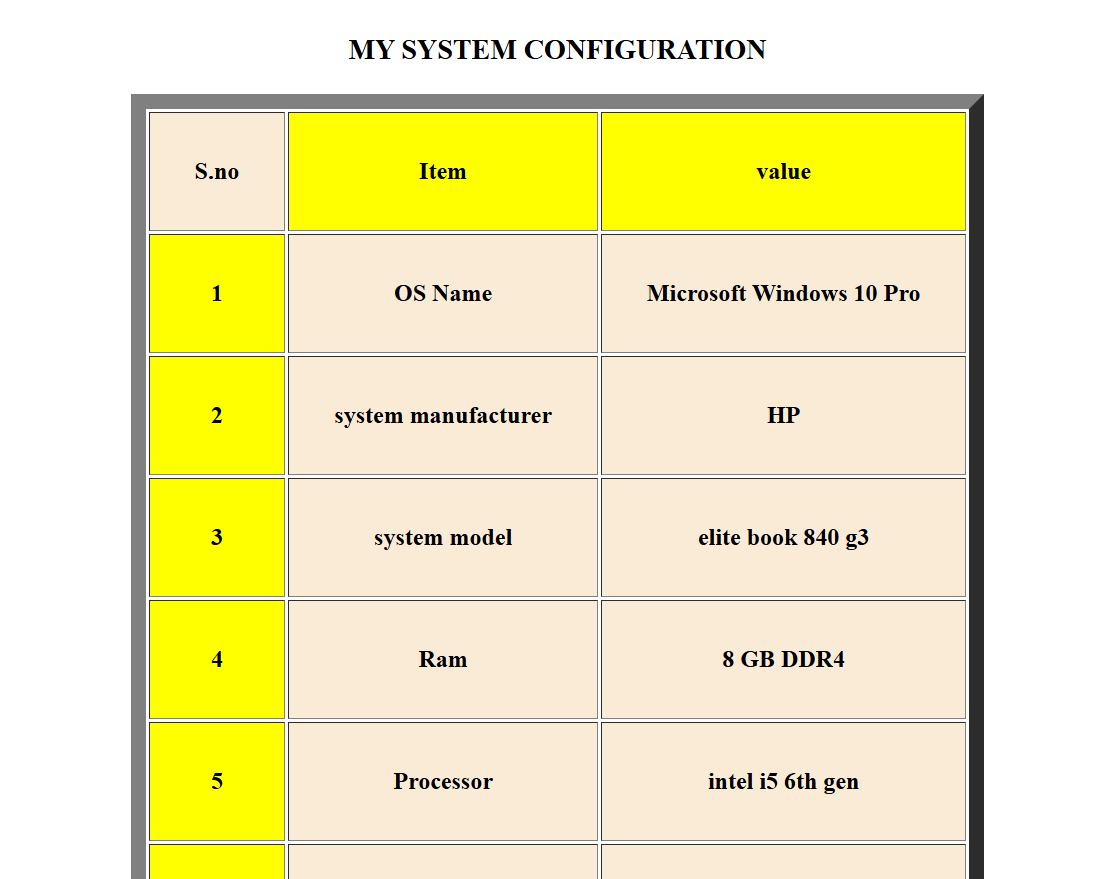 MY SYSTEM CONFIGURATION
S.no Item value
1 OS Name Microsoft Windows 10 Pro
2 system manufacturer HP
3 system model elite book 840 g3
4 Ram 8 GB DDR4
5 Processor intel i5 6th gen